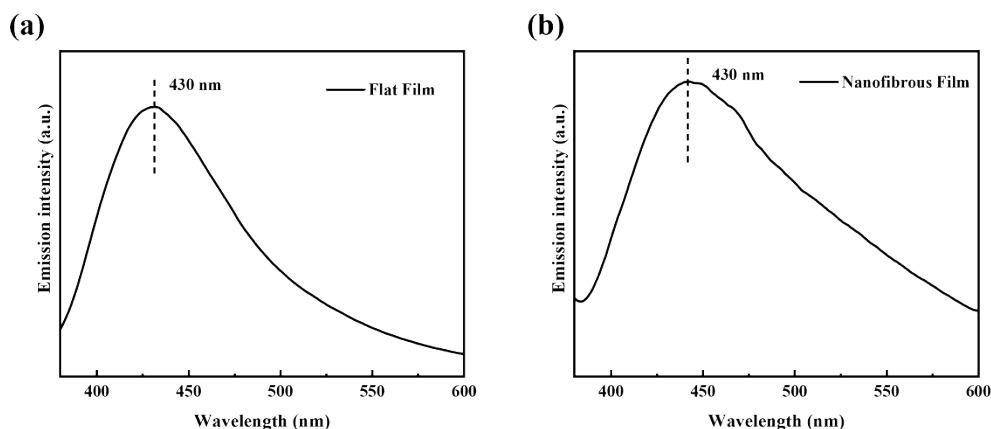 (a)
430 nm
Flat Film
Emission intensity (a.u.)
400 450 500 550 600
Wavelength (nm)
(b)
430 nm
Nanofibrous Film
Emission intensity (a.u.)
400 450 500 550 600
Wavelength (nm)